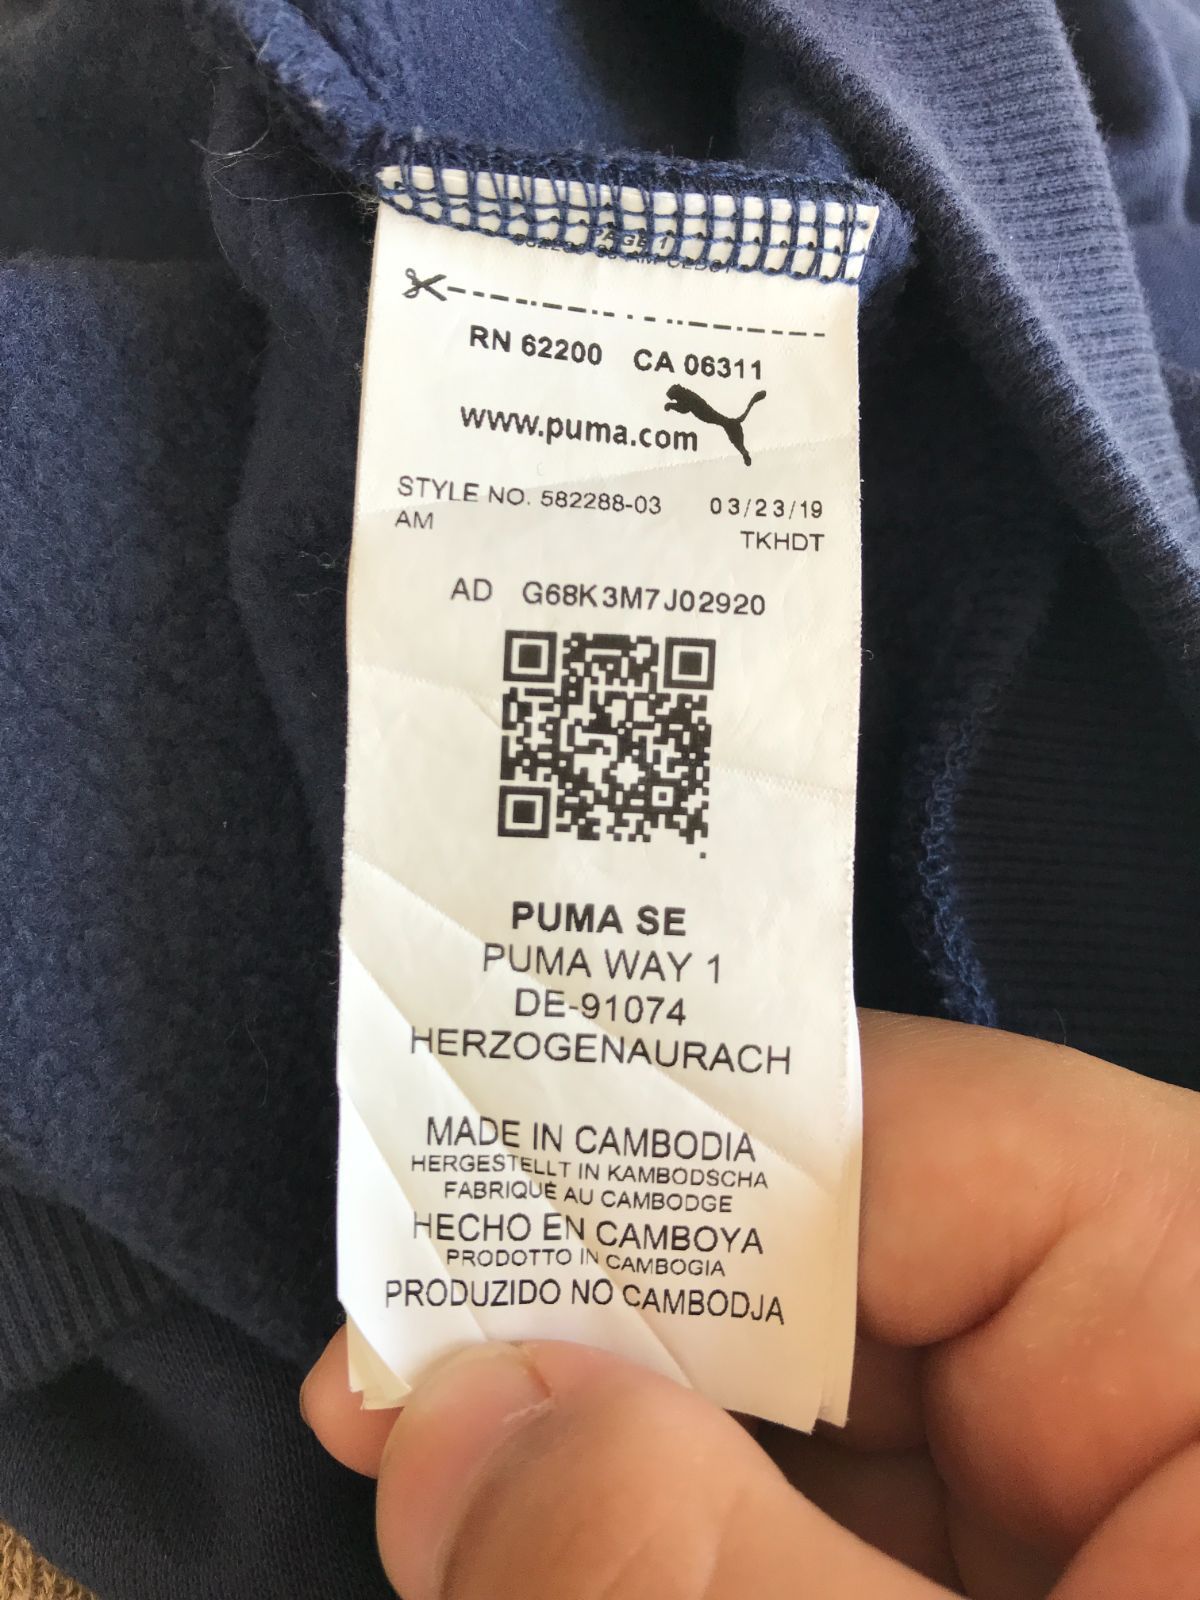 PAGE 1
RN 62200 CA 06311
www.puma.com
STYLE NO. 582288-03 03/23/19
AM TKHDT
AD G68K3M7J02920
PUMA SE
PUMA WAY 1
DE-91074
HERZOGENAURACH
MADE IN CAMBODIA
HERGESTELLT IN KAMBODSCHA
FABRIQUÉ AU CAMBODGE
HECHO EN CAMBOYA
PRODOTTO IN CAMBOGIA
PRODUZIDO NO CAMBODJA